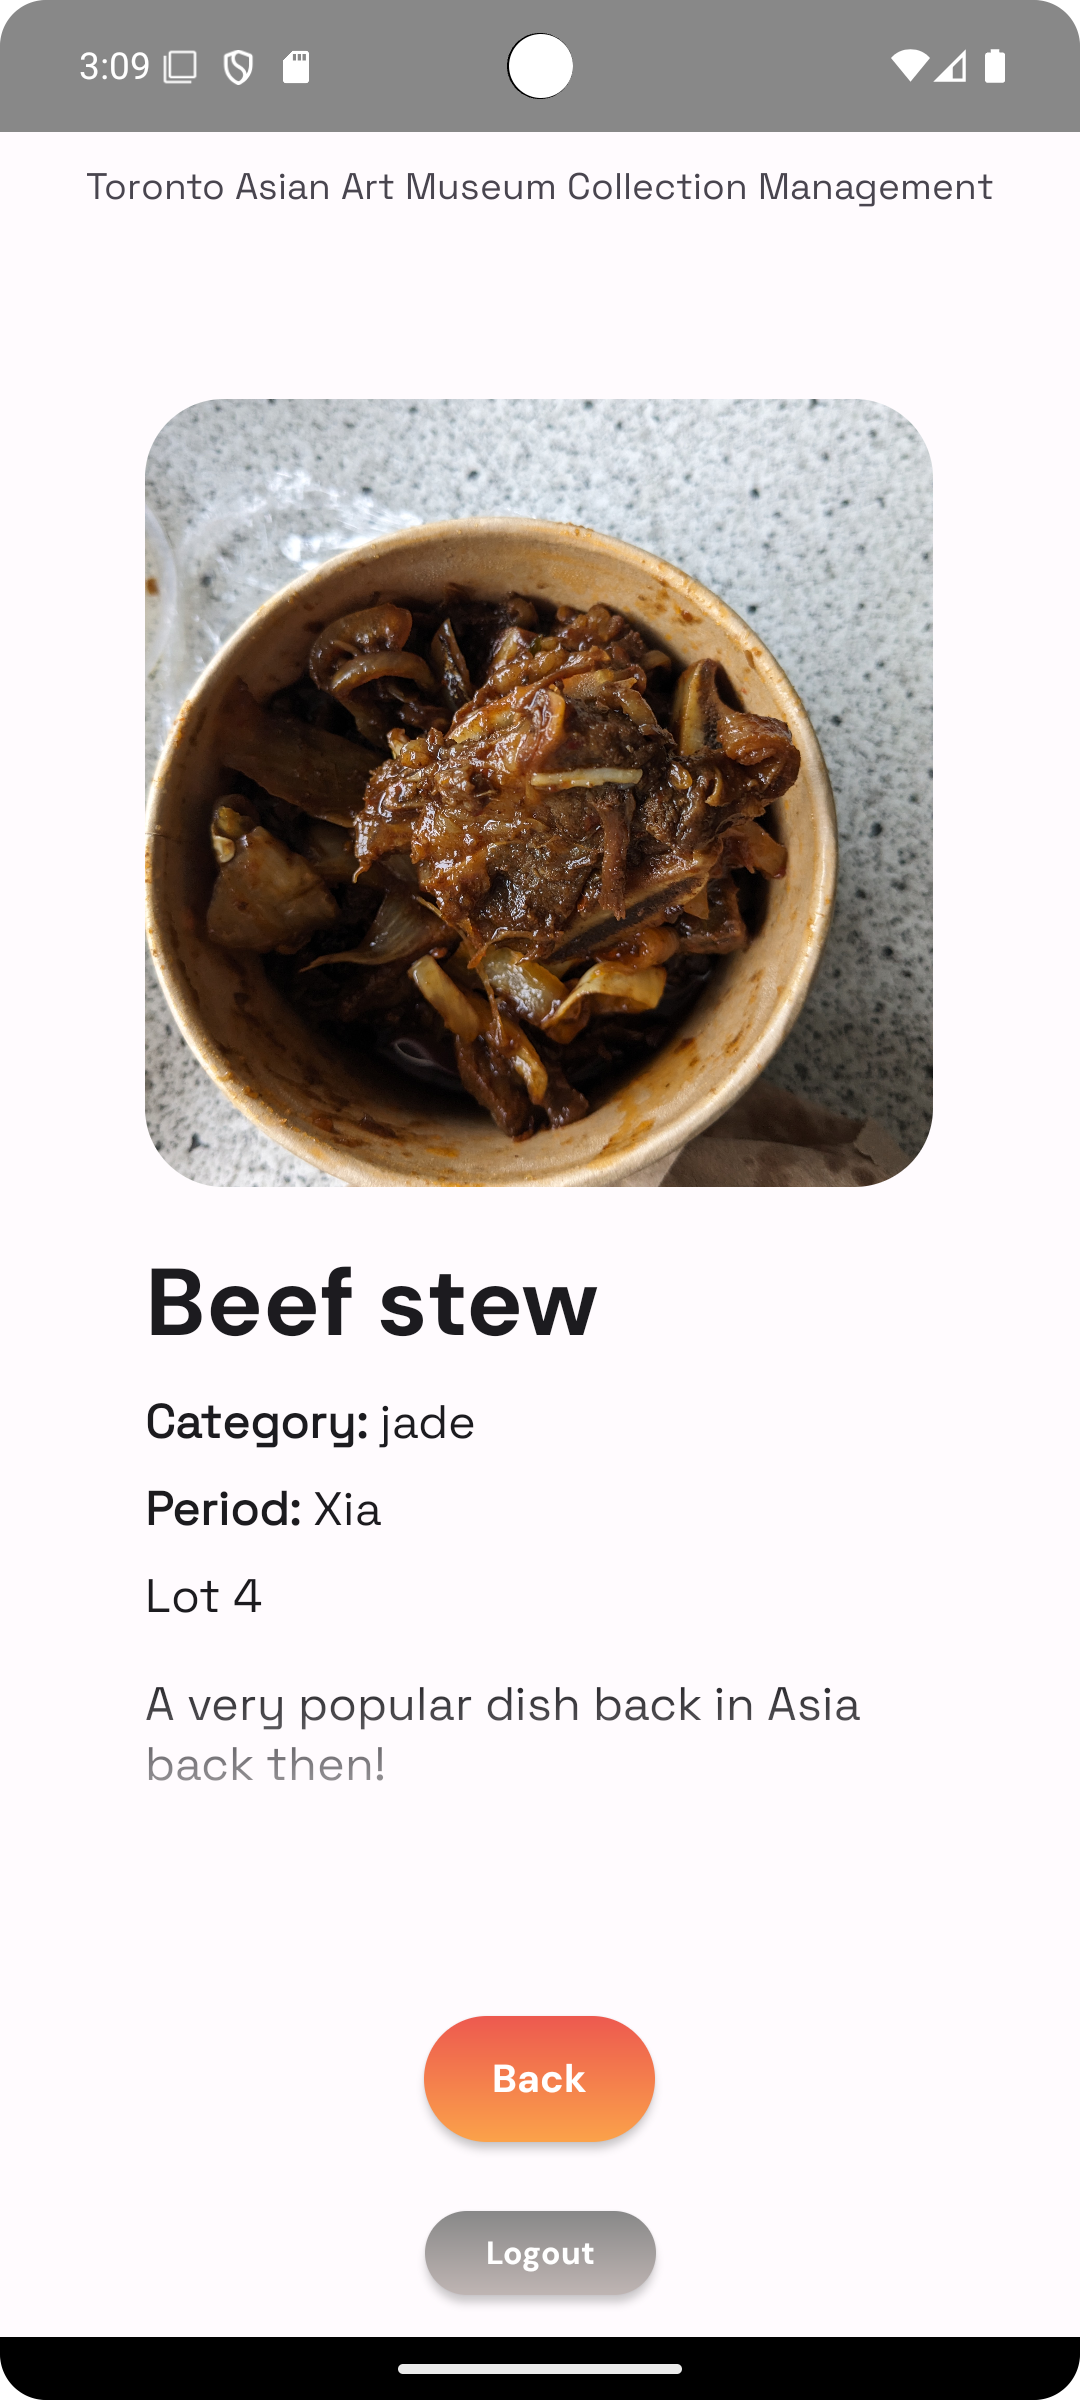 3:09
Toronto Asian Art Museum Collection Management
Beef stew
Category: jade
Period: Xia
Lot 4
A very popular dish back in Asia
back then!
Back
Logout